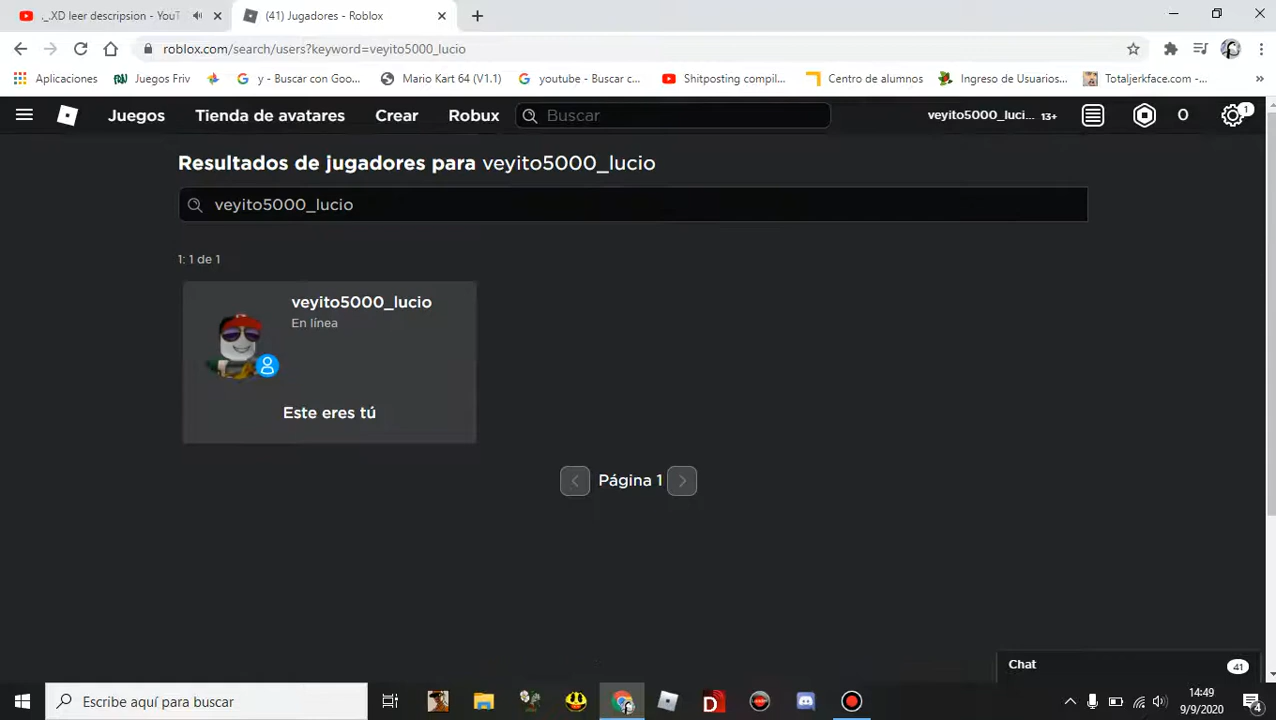 ._.XD leer descripsion - YouT
(41) Jugadores - Roblox
roblox.com/search/users?keyword=veyito5000_lucio
Aplicaciones
Juegos Friv
y - Buscar con Goo...
Mario Kart 64 (V1.1)
youtube - Buscar c...
Shitposting compil...
Centro de alumnos
Ingreso de Usuarios...
Totaljerkface.com -...
»
Juegos
Tienda de avatares
Crear
Robux
Buscar
veyito5000_luci... 13+
0
1
Resultados de jugadores para veyito5000_lucio
veyito5000_lucio
1: 1 de 1
veyito5000_lucio
En línea
Este eres tú
Página 1
Chat
41
Escribe aquí para buscar
14:49
9/9/2020
4